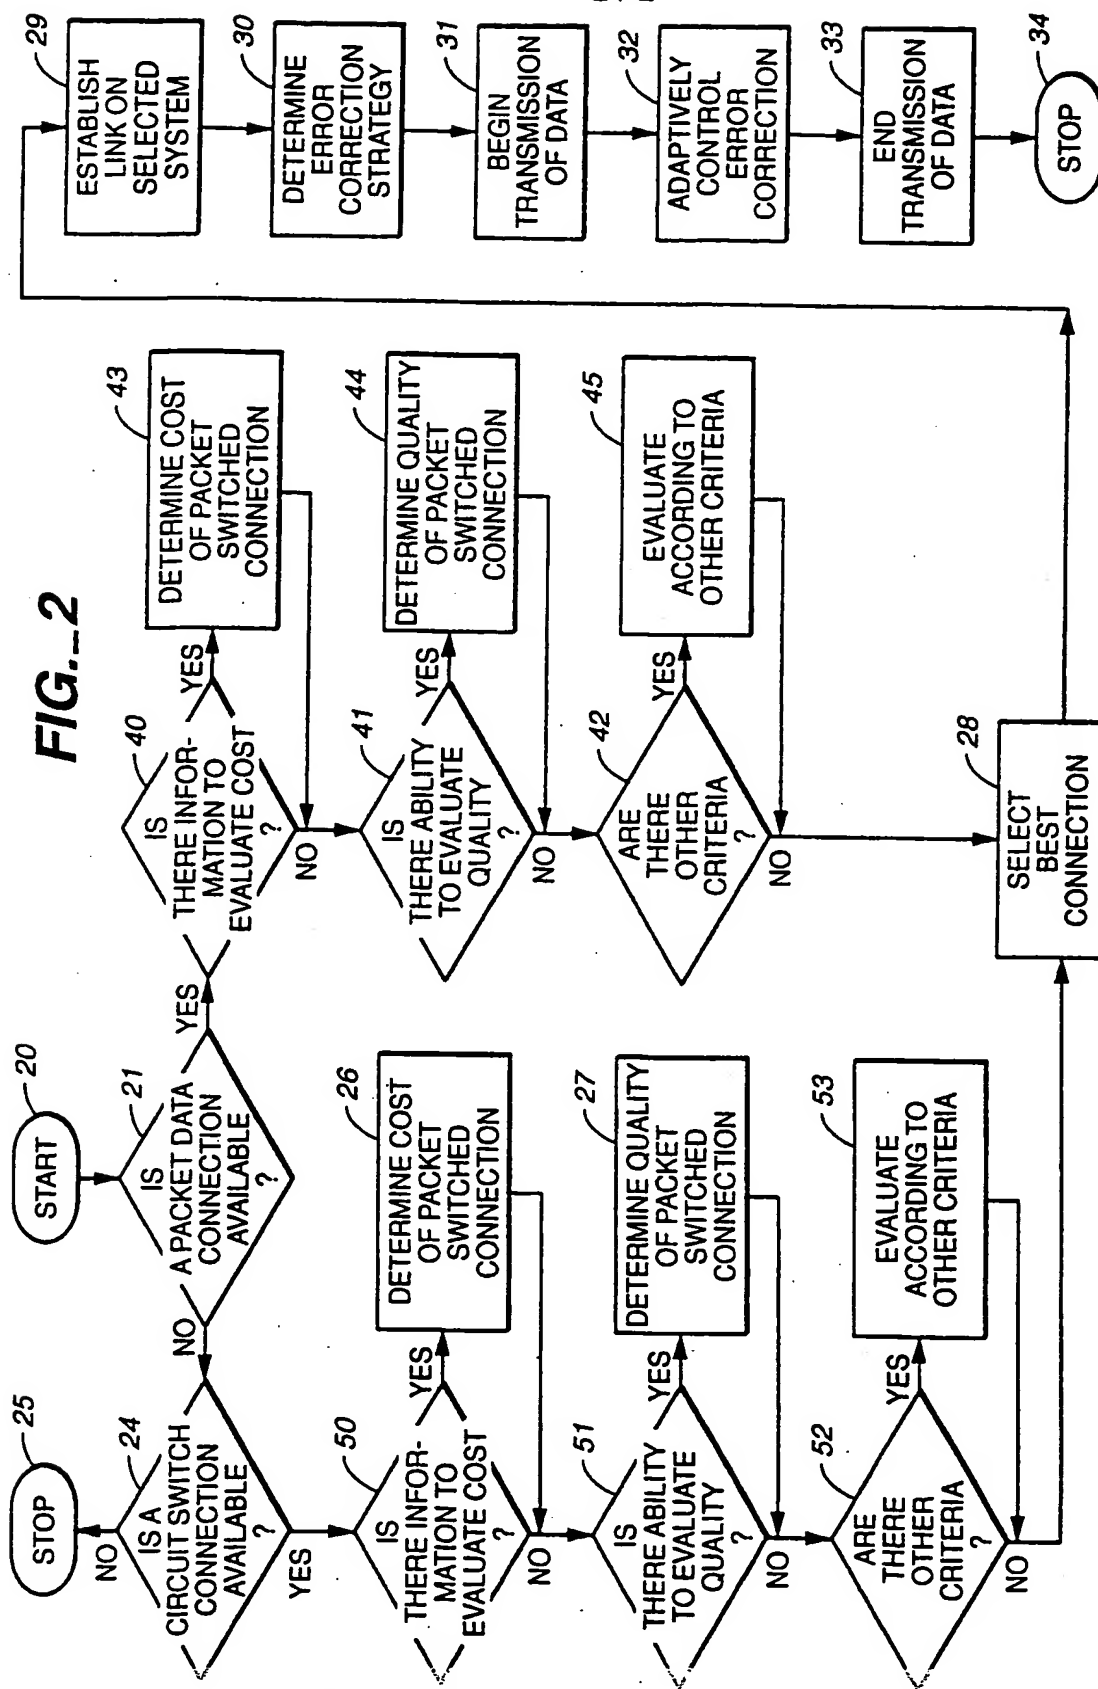 FIG._2
START
20
IS
A PACKET DATA
CONNECTION
AVAILABLE
?
21
YES
NO
STOP
25
IS A
CIRCUIT SWITCH
CONNECTION
AVAILABLE
?
24
NO
YES
IS
THERE INFOR-
MATION TO
EVALUATE COST
?
50
YES
NO
DETERMINE COST
OF PACKET
SWITCHED
CONNECTION
26
IS
THERE ABILITY
TO EVALUATE
QUALITY
?
51
YES
NO
DETERMINE QUALITY
OF PACKET
SWITCHED
CONNECTION
27
ARE
THERE
OTHER
CRITERIA
?
52
YES
NO
EVALUATE
ACCORDING TO
OTHER CRITERIA
53
IS
THERE INFOR-
MATION TO
EVALUATE COST
?
40
YES
NO
DETERMINE COST
OF PACKET
SWITCHED
CONNECTION
43
IS
THERE ABILITY
TO EVALUATE
QUALITY
?
41
YES
NO
DETERMINE QUALITY
OF PACKET
SWITCHED
CONNECTION
44
ARE
THERE
OTHER
CRITERIA
?
42
YES
NO
EVALUATE
ACCORDING TO
OTHER CRITERIA
45
SELECT
BEST
CONNECTION
28
ESTABLISH
LINK ON
SELECTED
SYSTEM
29
DETERMINE
ERROR
CORRECTION
STRATEGY
30
BEGIN
TRANSMISSION
OF DATA
31
ADAPTIVELY
CONTROL
ERROR
CORRECTION
32
END
TRANSMISSION
OF DATA
33
STOP
34